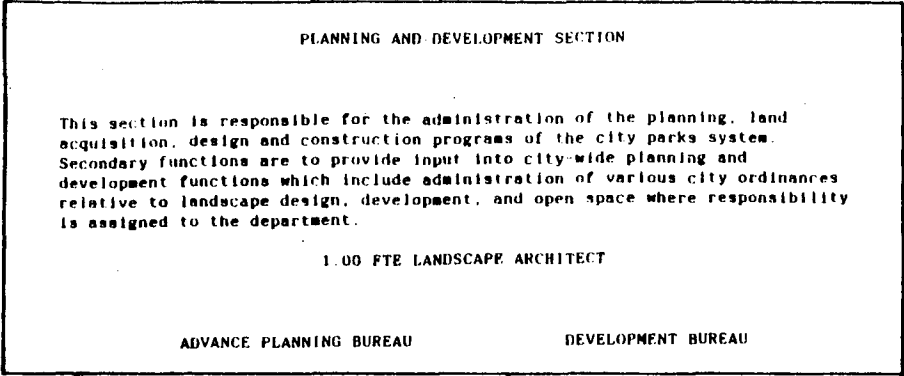 PLANNING AND DEVELOPMENT SECTION
This section is responsible for the administration of the planning, land
acquisition, design and construction programs of the city parks system.
Secondary functions are to provide input into city-wide planning and
development functions which include administration of various city ordinances
relative to landscape design, development, and open space where responsibility
is assigned to the department.
1.00 FTE LANDSCAPE ARCHITECT
ADVANCE PLANNING BUREAU DEVELOPMENT BUREAU